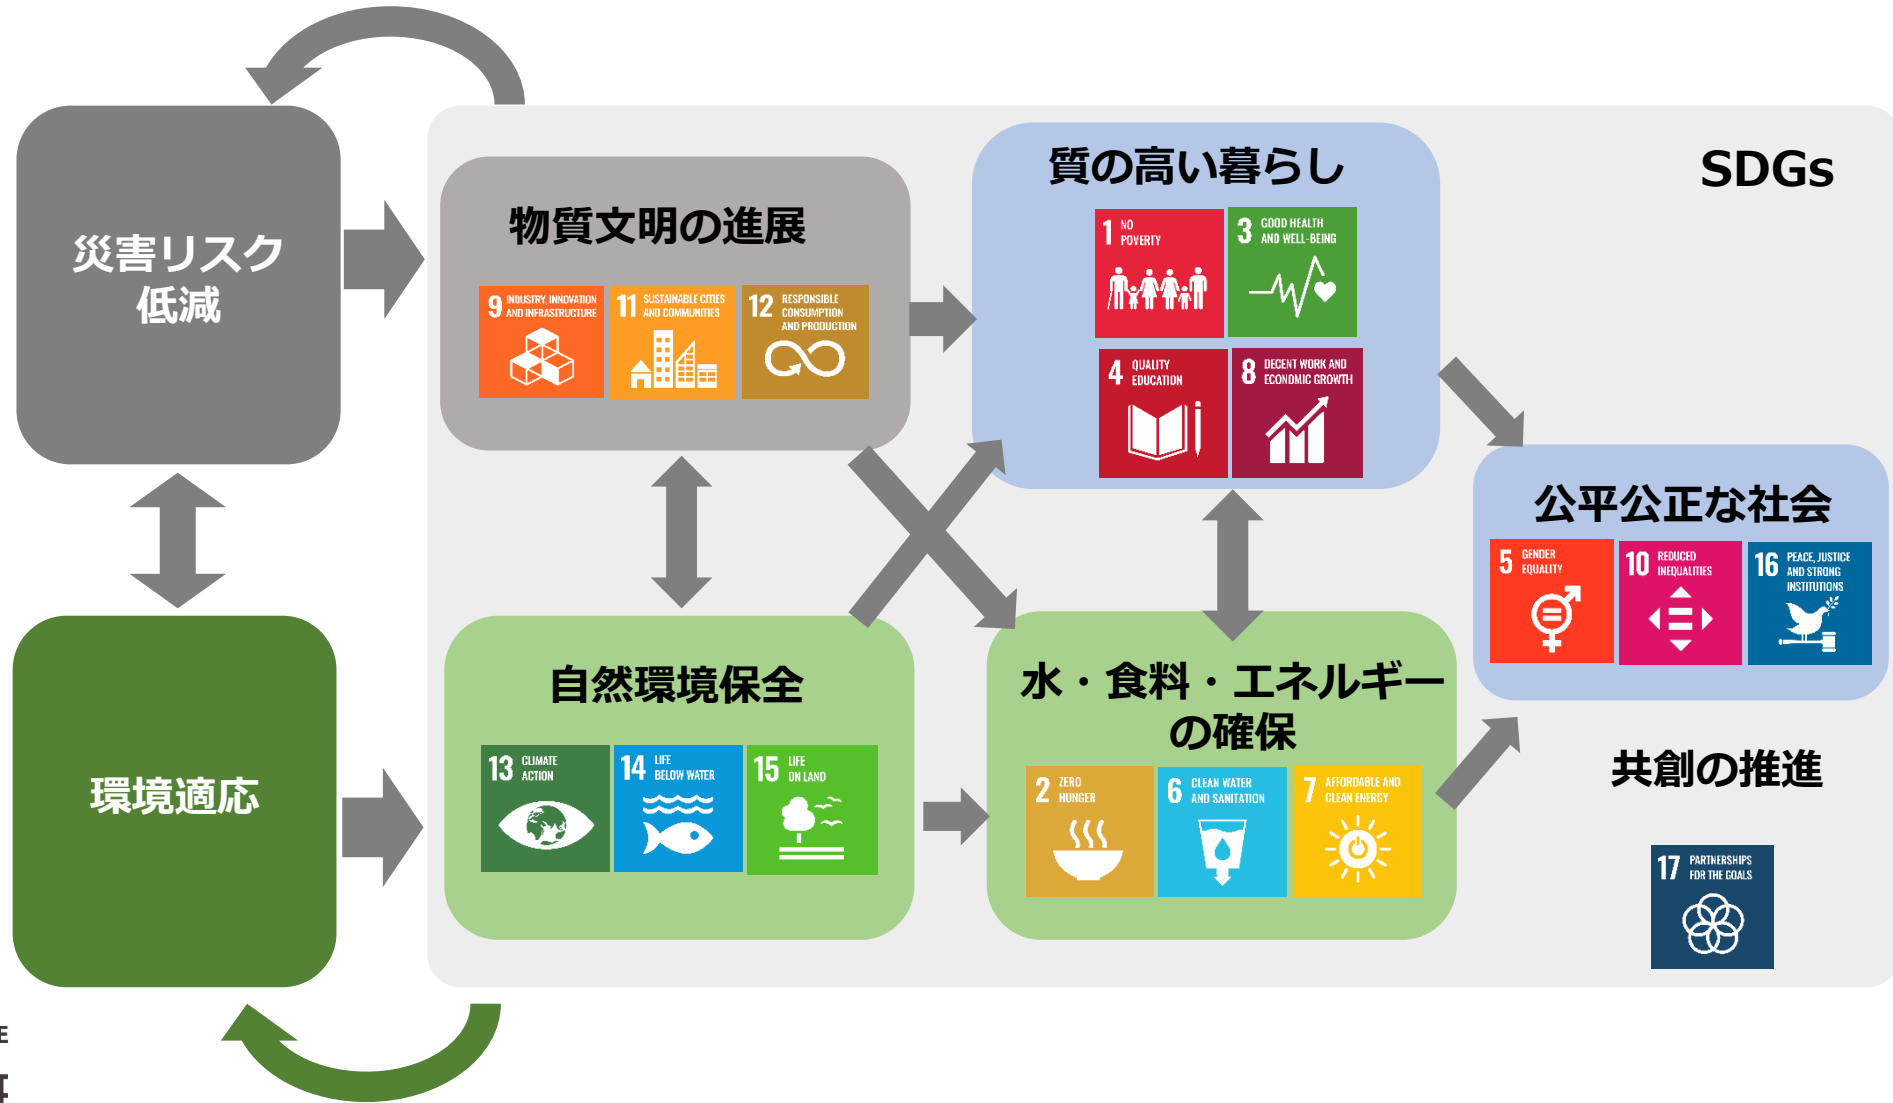 SDGs
災害リスク
低減
物質文明の進展
9 INDUSTRY, INNOVATION
AND INFRASTRUCTURE
11 SUSTAINABLE CITIES
AND COMMUNITIES
12 RESPONSIBLE
CONSUMPTION
AND PRODUCTION
質の高い暮らし
1 NO
POVERTY
3 GOOD HEALTH
AND WELL-BEING
4 QUALITY
EDUCATION
8 DECENT WORK AND
ECONOMIC GROWTH
公平公正な社会
5 GENDER
EQUALITY
10 REDUCED
INEQUALITIES
16 PEACE, JUSTICE
AND STRONG
INSTITUTIONS
環境適応
自然環境保全
13 CLIMATE
ACTION
14 LIFE
BELOW WATER
15 LIFE
ON LAND
水・食料・エネルギー
の確保
2 ZERO
HUNGER
6 CLEAN WATER
AND SANITATION
7 AFFORDABLE AND
CLEAN ENERGY
共創の推進
17 PARTNERSHIPS
FOR THE GOALS
E